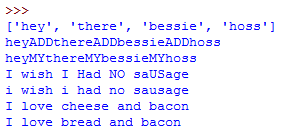 >>>
['hey', 'there', 'bessie', 'hoss']
heyADDthereADDbessieADDhoss
heyMYthereMYbessieMYhoss
I wish I Had NO saUSage
i wish i had no sausage
I love cheese and bacon
I love bread and bacon